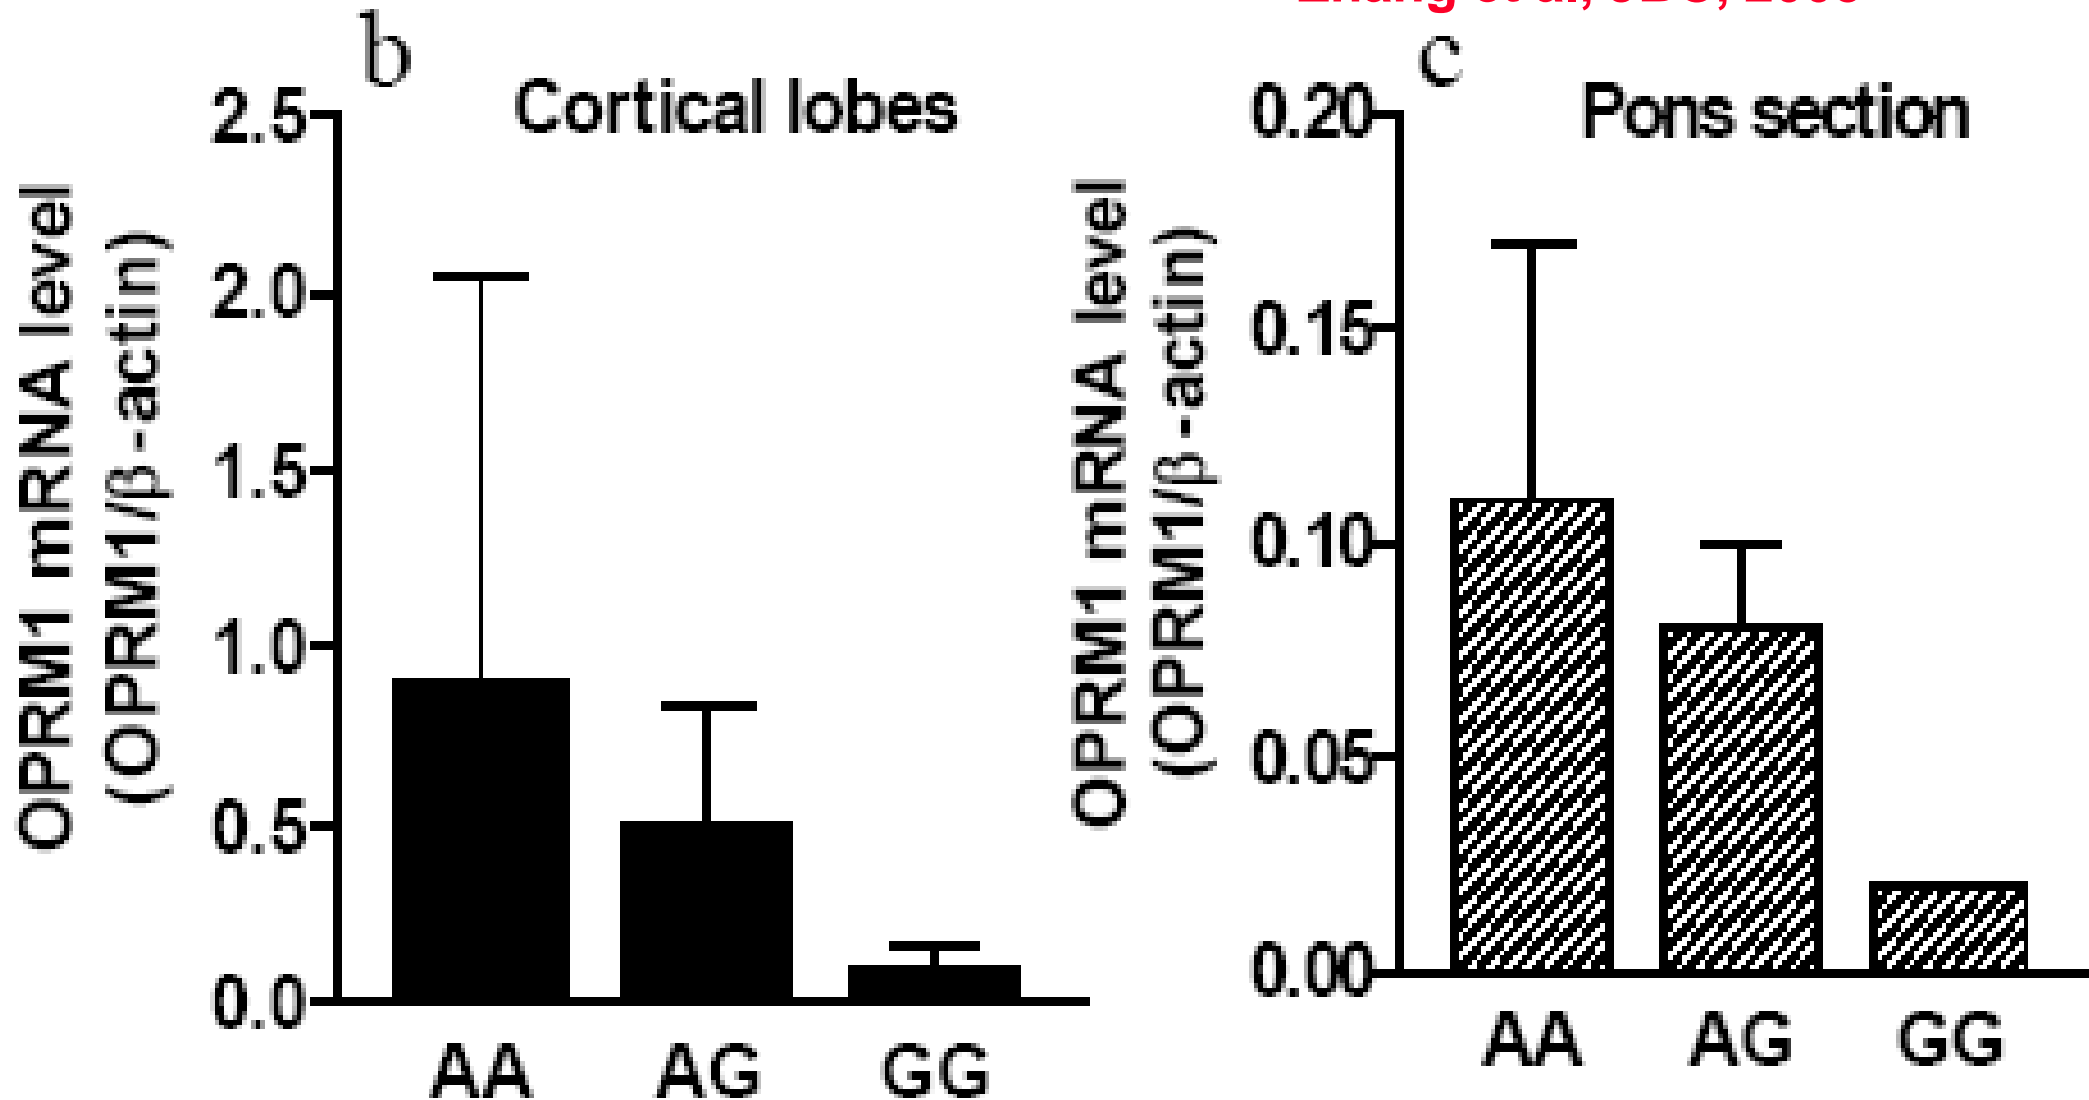 b
Cortical lobes
OPRM1 mRNA level
(OPRM1/β-actin)
2.5
2.0
1.5
1.0
0.5
0.0
AA AG GG
c
Pons section
OPRM1 mRNA level
(OPRM1/β-actin)
0.20
0.15
0.10
0.05
0.00
AA AG GG